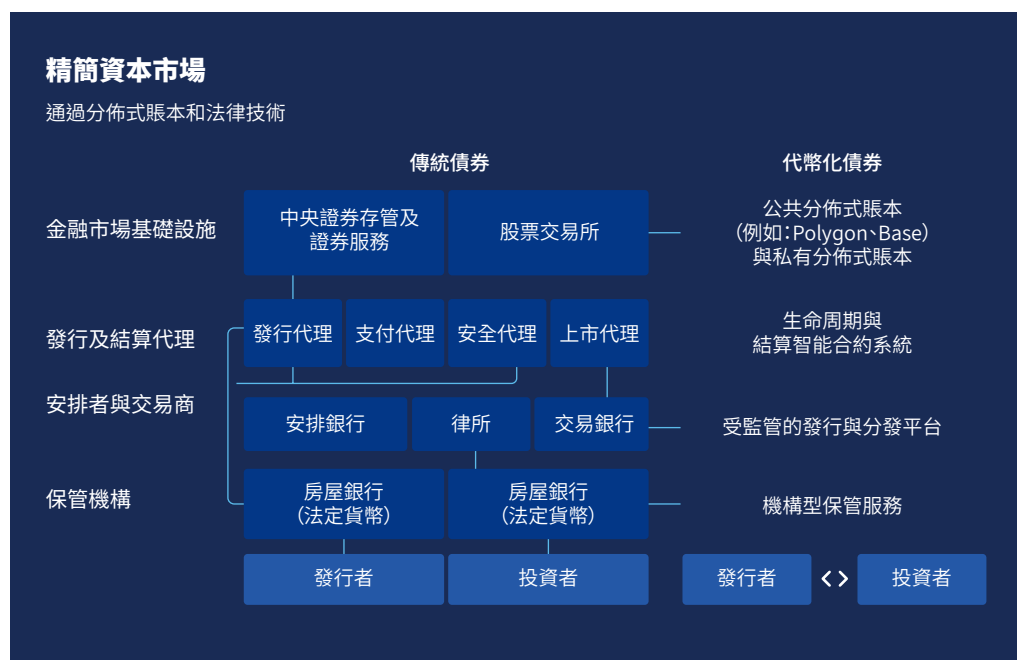 精簡資本市場
通過分佈式賬本和法律技術
傳統債券
代幣化債券
金融市場基礎設施
中央證券存管及
證券服務
股票交易所
公共分佈式賬本
(例如:Polygon、Base)
與私有分佈式賬本
發行及結算代理
發行代理
支付代理
安全代理
上市代理
生命周期與
結算智能合約系統
安排者與交易商
安排銀行
律所
交易銀行
受監管的發行與分發平台
保管機構
房屋銀行
(法定貨幣)
房屋銀行
(法定貨幣)
機構型保管服務
發行者
投資者
發行者
<>
投資者